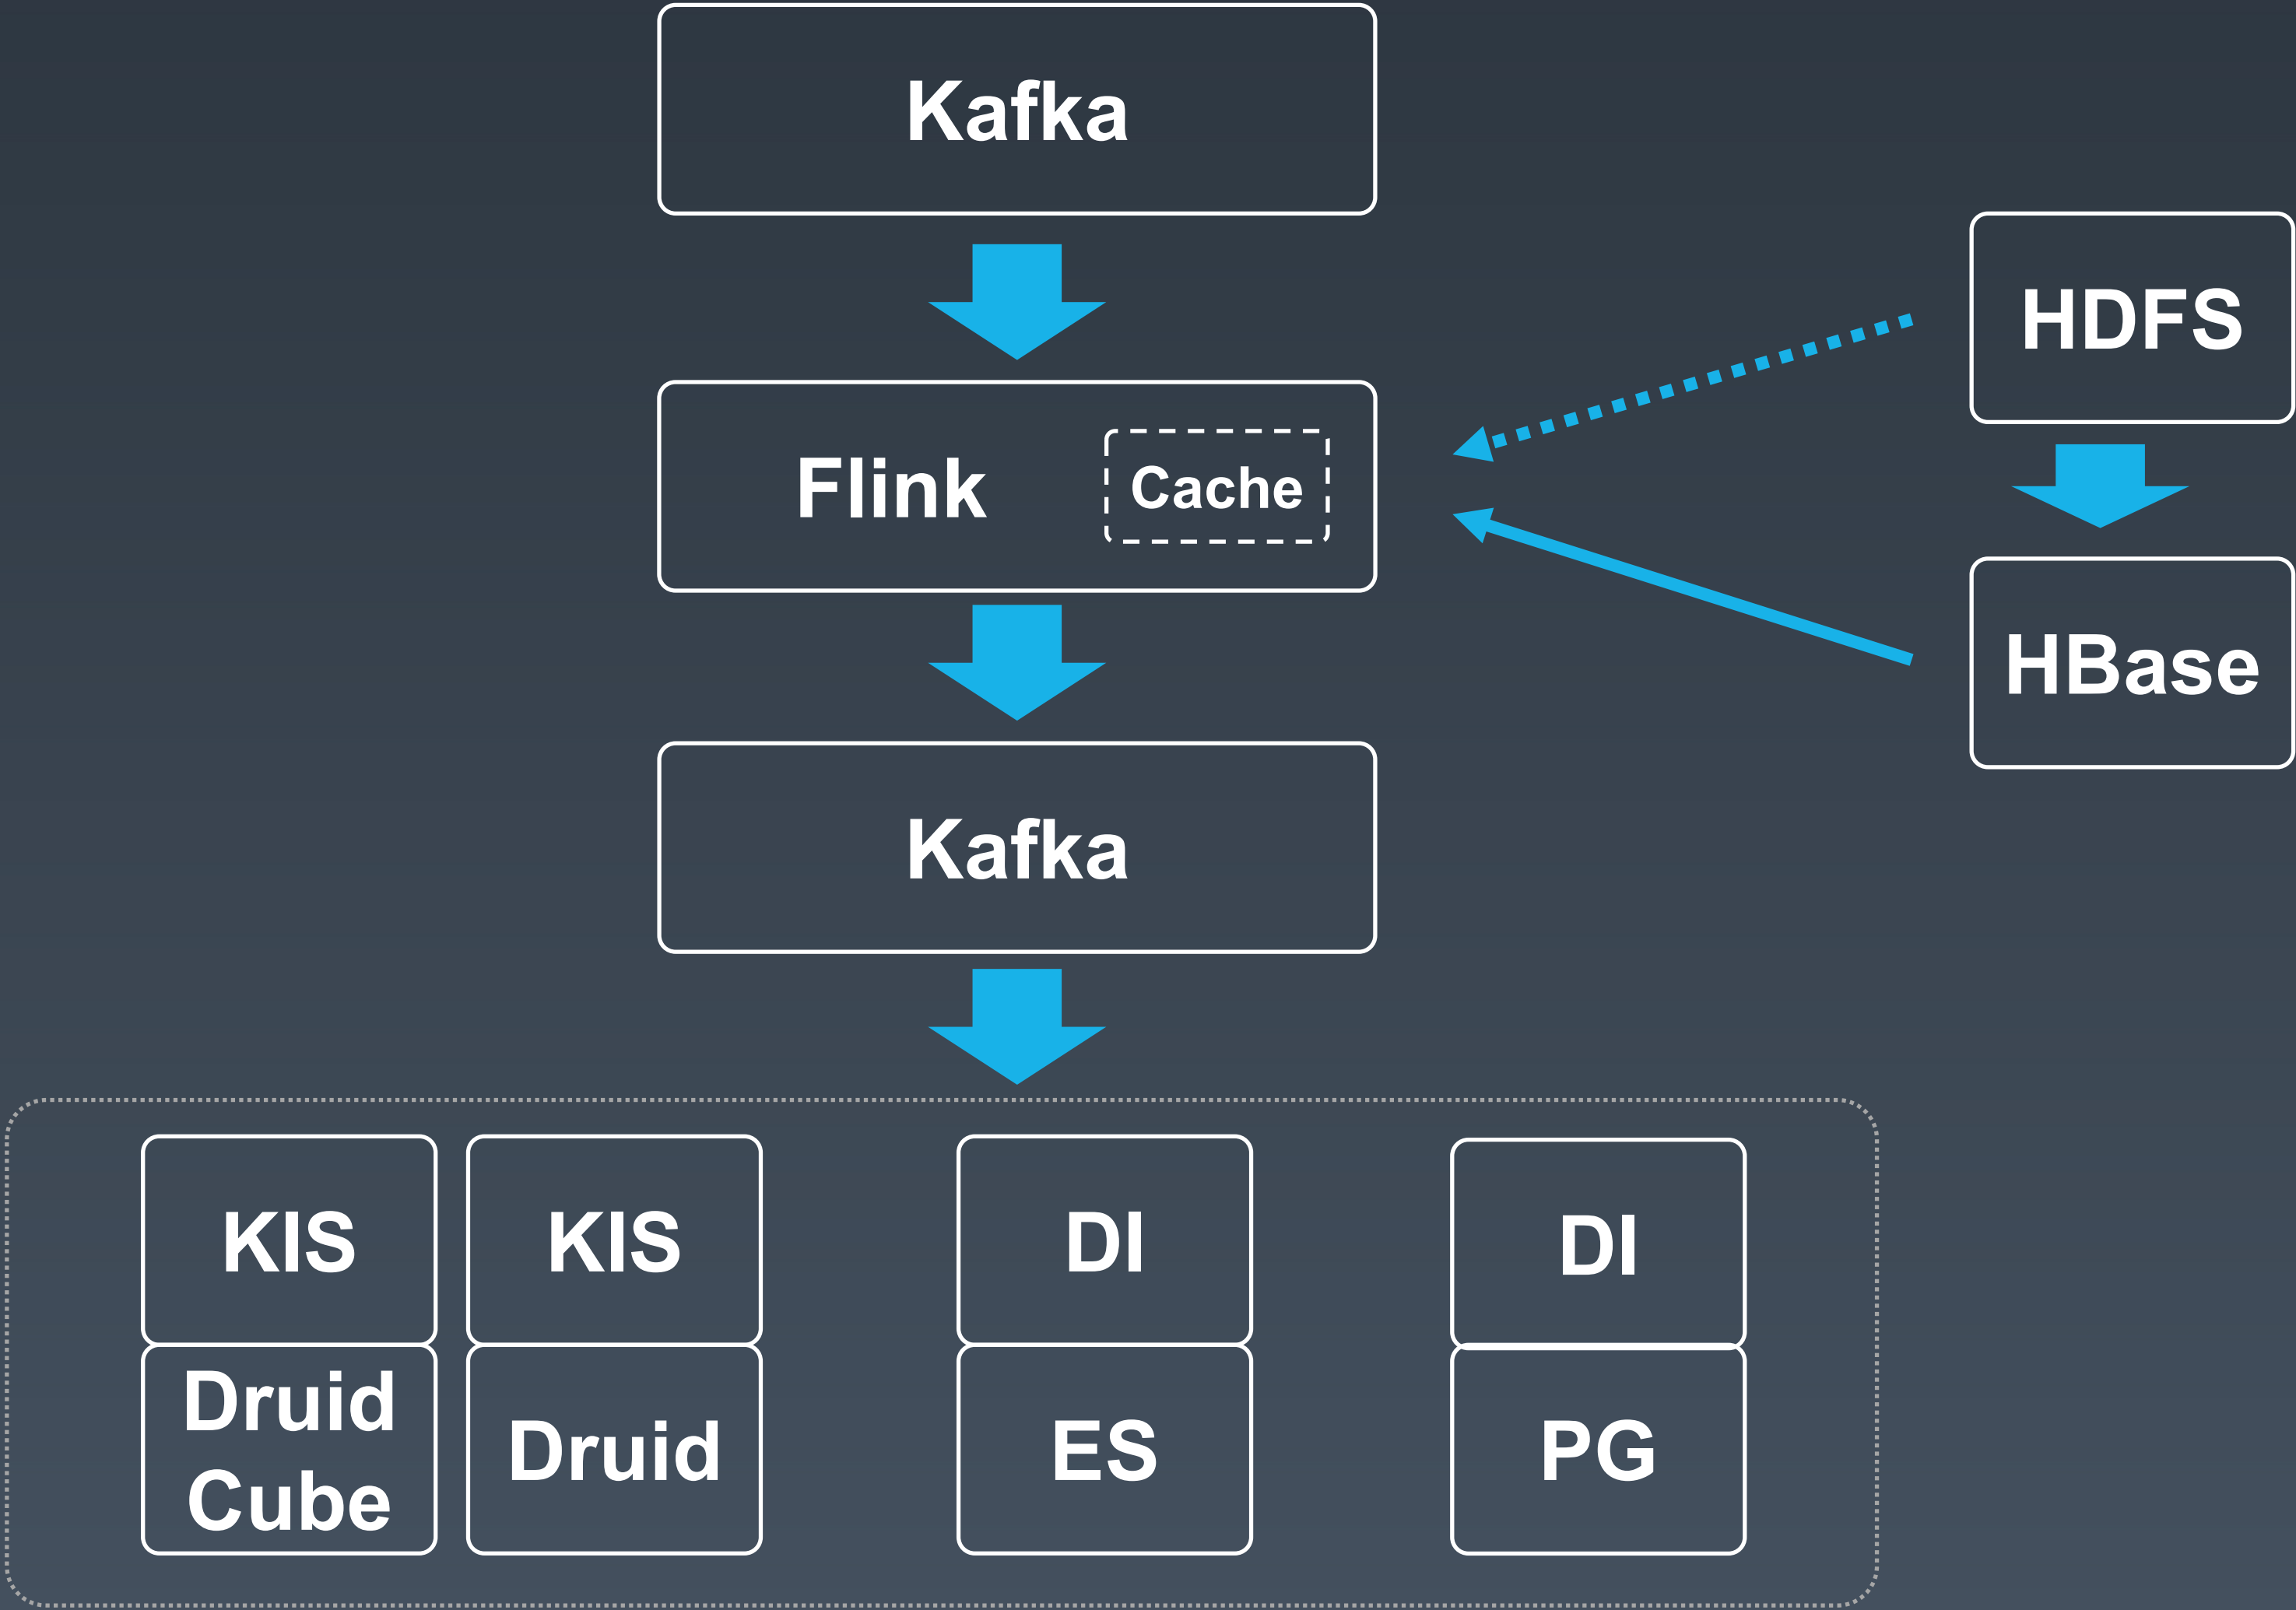 Kafka
HDFS
Flink
Cache
HBase
Kafka
KIS
KIS
DI
DI
Druid
Cube
Druid
ES
PG